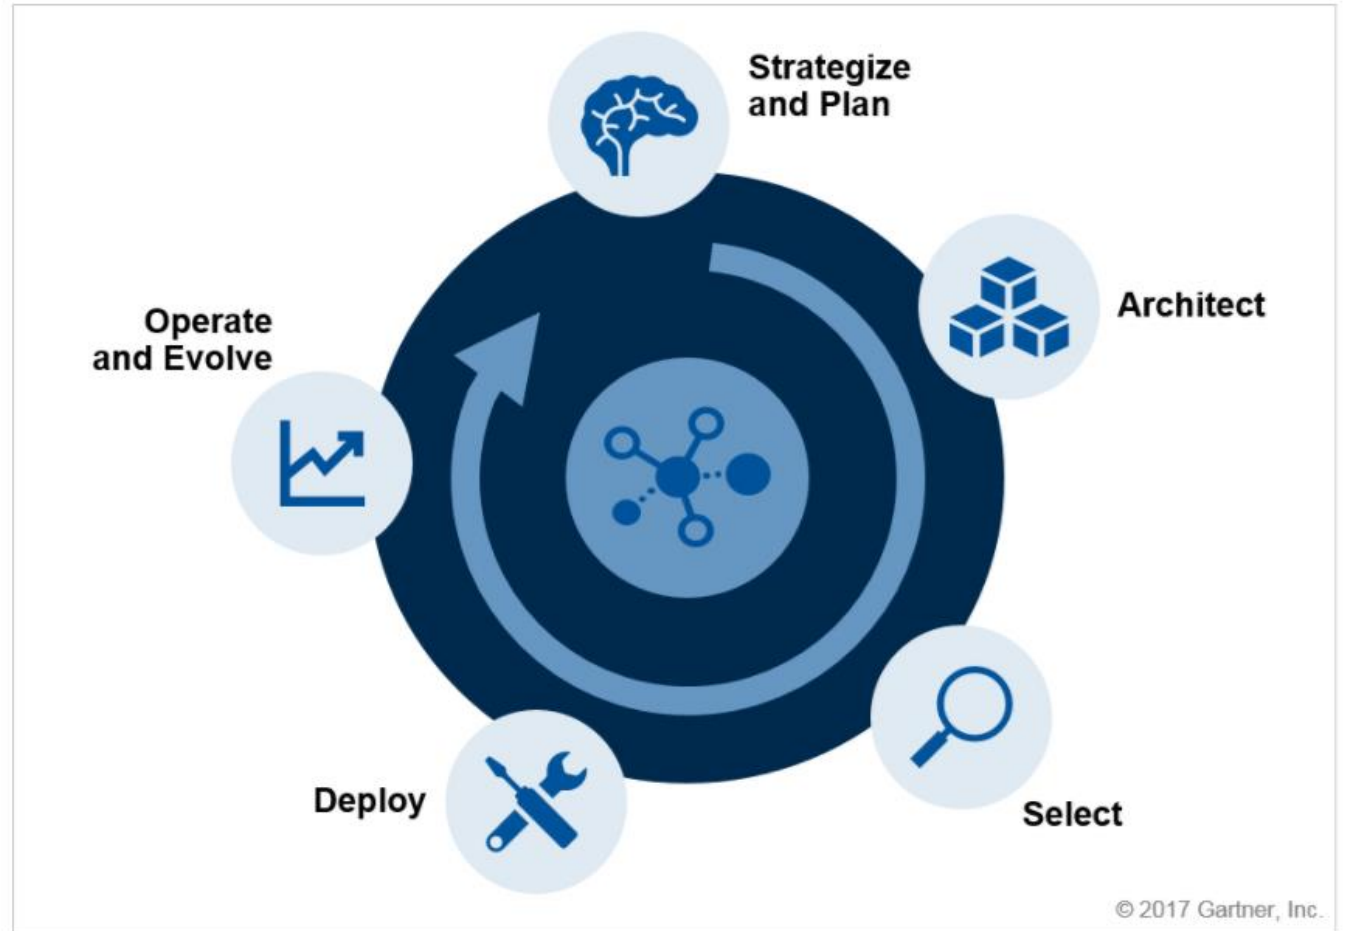 Strategize
and Plan
Architect
Select
Deploy
Operate
and Evolve
© 2017 Gartner, Inc.